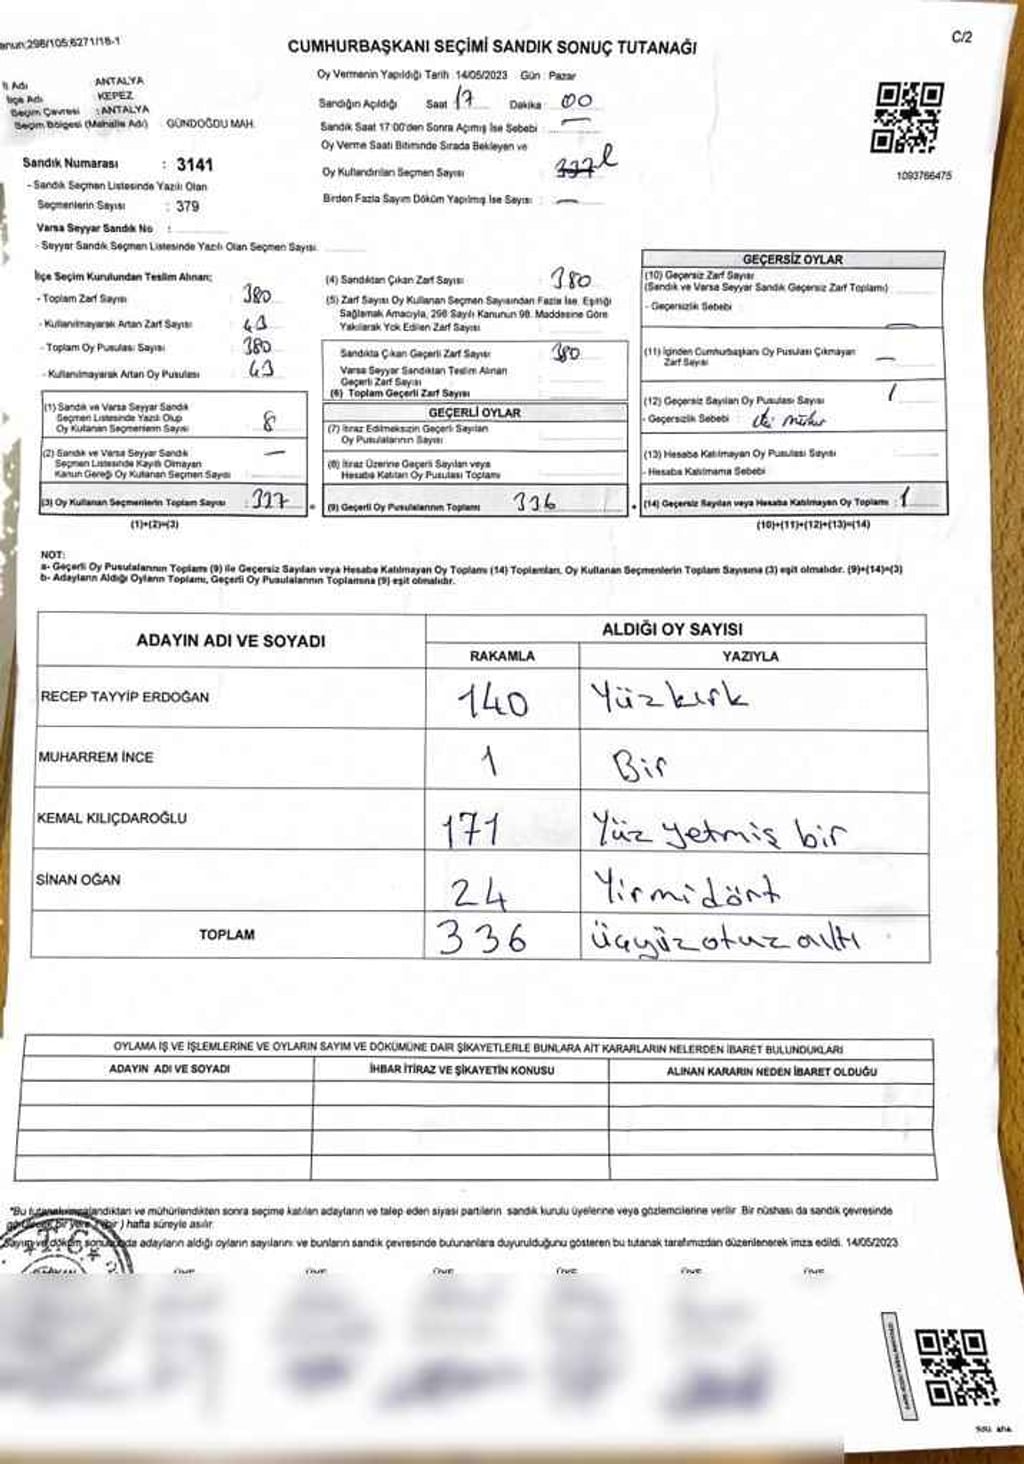 anun:298/105;6271/18-1
C/2
CUMHURBAŞKANI SEÇİMİ SANDIK SONUÇ TUTANAĞI
Oy Vermenin Yapıldığı Tarih :14/05/2023 Gün : Pazar
İl Adı ANTALYA
İlçe Adı : KEPEZ
Seçim Çevresi : ANTALYA
Seçim Bölgesi (Mahalle Adı) GÜNDOĞDU MAH.
Sandığın Açıldığı Saat 17 Dakika : 00
Sandık Saat 17:00'den Sonra Açımış İse Sebebi :
Oy Verme Saati Bitiminde Sırada Bekleyen ve
Oy Kullandırılan Seçmen Sayısı
Birden Fazla Sayım Döküm Yapılmış İse Sayısı : —
1093766475
Sandık Numarası : 3141
- Sandık Seçmen Listesinde Yazılı Olan
Seçmenlerin Sayısı : 379
Varsa Seyyar Sandık No :
- Seyyar Sandık Seçmen Listesinde Yazılı Olan Seçmen Sayısı:
İlçe Seçim Kurulundan Teslim Alınan;
- Toplam Zarf Sayısı 380
- Kullanılmayarak Artan Zarf Sayısı 43
- Toplam Oy Pusulası Sayısı 380
- Kullanılmayarak Artan Oy Pusulası 43
(1) Sandık ve Varsa Seyyar Sandık
Seçmen Listesinde Yazılı Olup
Oy Kullanan Seçmenlerin Sayısı 8
(2) Sandık ve Varsa Seyyar Sandık
Seçmen Listesinde Kayıtlı Olmayan
Kanun Gereği Oy Kullanan Seçmen Sayısı —
(3) Oy Kullanan Seçmenlerin Toplam Sayısı : 337
(1)+(2)=(3)
(4) Sandıktan Çıkan Zarf Sayısı : 380
(5) Zarf Sayısı Oy Kullanan Seçmen Sayısından Fazla İse, Eşitliği
Sağlamak Amacıyla, 298 Sayılı Kanunun 98. Maddesine Göre
Yakılarak Yok Edilen Zarf Sayısı
Sandıkta Çıkan Geçerli Zarf Sayısı : 380
Varsa Seyyar Sandıktan Teslim Alınan
Geçerli Zarf Sayısı
(6) Toplam Geçerli Zarf Sayısı
GEÇERLİ OYLAR
(7) İtiraz Edilmeksizin Geçerli Sayılan
Oy Pusulalarının Sayısı
(8) İtiraz Üzerine Geçerli Sayılan veya
Hesaba Katılan Oy Pusulası Toplamı
(9) Geçerli Oy Pusulalarının Toplamı 336
GEÇERSİZ OYLAR
(10) Geçersiz Zarf Sayısı
(Sandık ve Varsa Seyyar Sandık Geçersiz Zarf Toplamı)
- Geçersizlik Sebebi :
(11) İçinden Cumhurbaşkanı Oy Pusulası Çıkmayan
Zarf Sayısı —
(12) Geçersiz Sayılan Oy Pusulası Sayısı 1
- Geçersizlik Sebebi : iki mühür
(13) Hesaba Katılmayan Oy Pusulası Sayısı
- Hesaba Katılmama Sebebi
(14) Geçersiz Sayılan veya Hesaba Katılmayan Oy Toplamı : 1
(10)+(11)+(12)+(13)=(14)
NOT:
a- Geçerli Oy Pusulalarının Toplamı (9) ile Geçersiz Sayılan veya Hesaba Katılmayan Oy Toplamı (14) Toplamları, Oy Kullanan Seçmenlerin Toplam Sayısına (3) eşit olmalıdır. (9)+(14)=(3)
b- Adayların Aldığı Oyların Toplamı, Geçerli Oy Pusulalarının Toplamına (9) eşit olmalıdır.
ADAYIN ADI VE SOYADI ALDIĞI OY SAYISI
RAKAMLA YAZIYLA
RECEP TAYYİP ERDOĞAN 140 Yüzkırk
MUHARREM İNCE 1 Bir
KEMAL KILIÇDAROĞLU 171 Yüz yetmiş bir
SİNAN OĞAN 24 Yirmidört
TOPLAM 336 üçyüzotuzaltı
OYLAMA İŞ VE İŞLEMLERİNE VE OYLARIN SAYIM VE DÖKÜMÜNE DAİR ŞİKAYETLERLE BUNLARA AİT KARARLARIN NELERDEN İBARET BULUNDUKLARI
ADAYIN ADI VE SOYADI İHBAR İTİRAZ VE ŞİKAYETİN KONUSU ALINAN KARARIN NEDEN İBARET OLDUĞU
"Bu tutanak imzalandıktan ve mühürlendikten sonra seçime katılan adayların ve talep eden siyasi partilerin sandık kurulu üyelerine veya gözlemcilerine verilir. Bir nüshası da sandık çevresinde
görülecek bir yere 1 (bir) hafta süreyle asılır.
Sayım ve döküm sonucunda adayların aldığı oyların sayılarını ve bunların sandık çevresinde bulunanlara duyurulduğunu gösteren bu tutanak tarafımızdan düzenlenerek imza edildi. 14/05/2023
T.C.